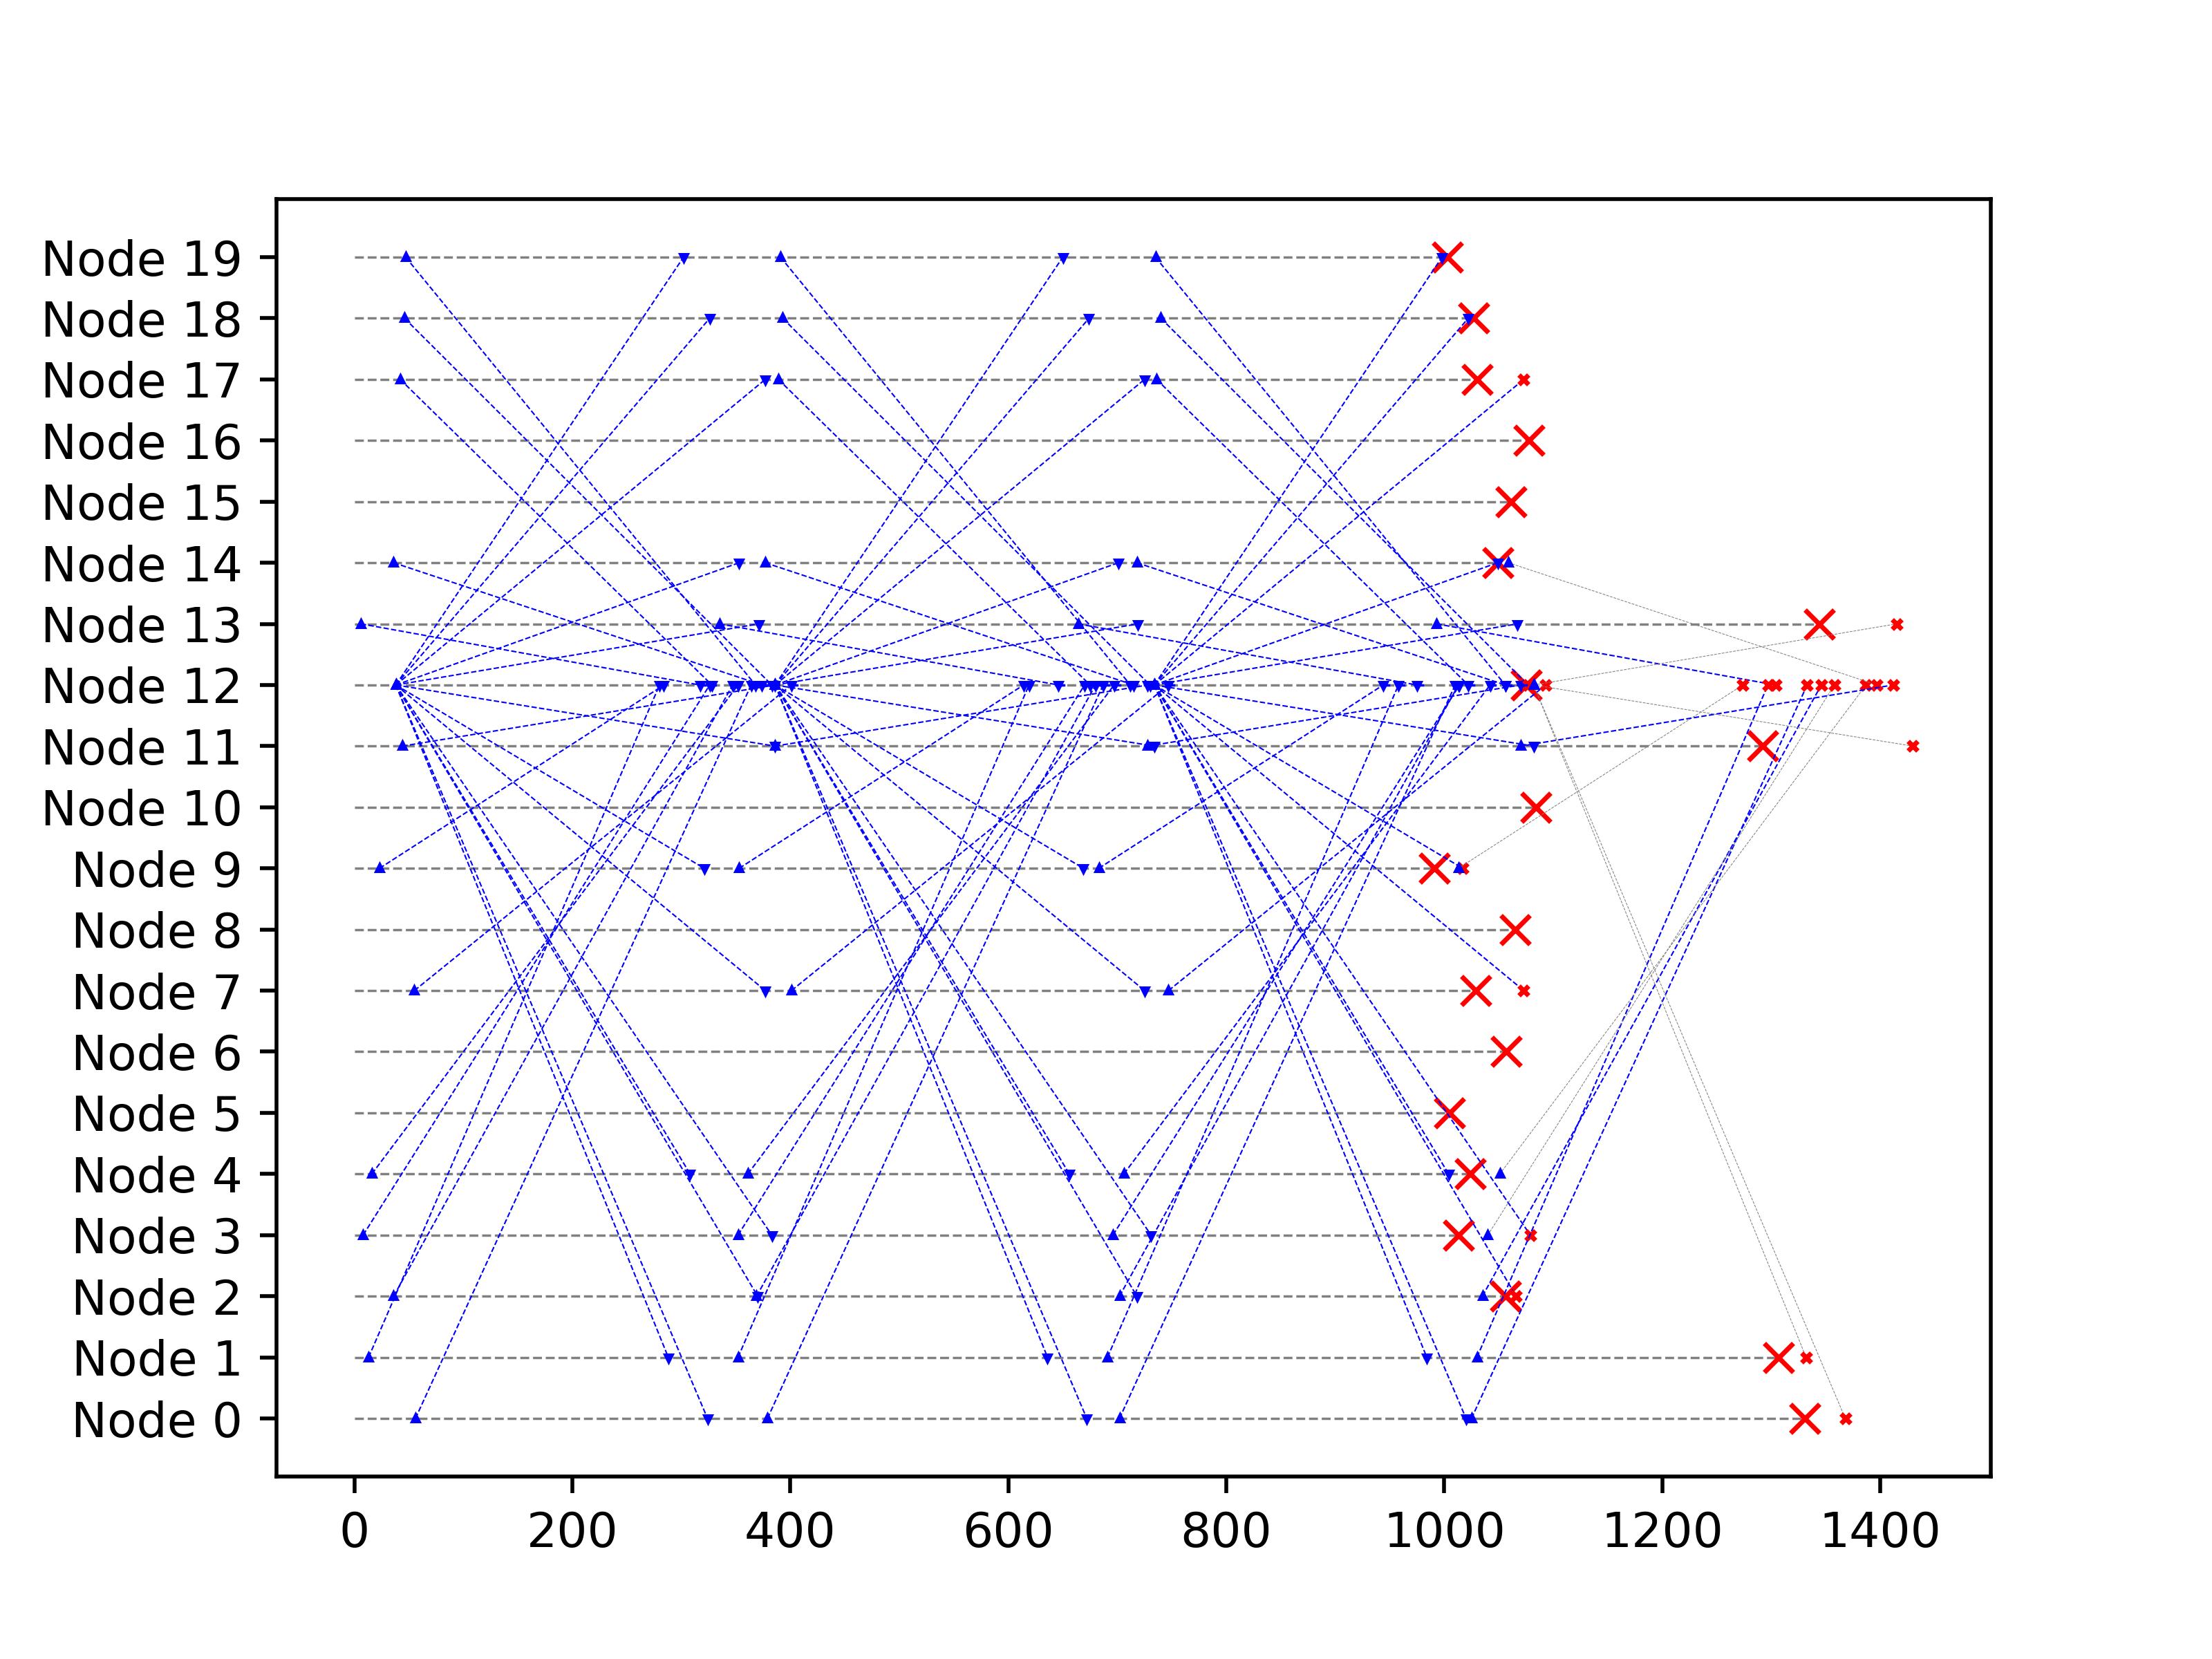 Node 19
Node 18
Node 17
Node 16
Node 15
Node 14
Node 13
Node 12
Node 11
Node 10
Node 9
Node 8
Node 7
Node 6
Node 5
Node 4
Node 3
Node 2
Node 1
Node 0
0 200 400 600 800 1000 1200 1400